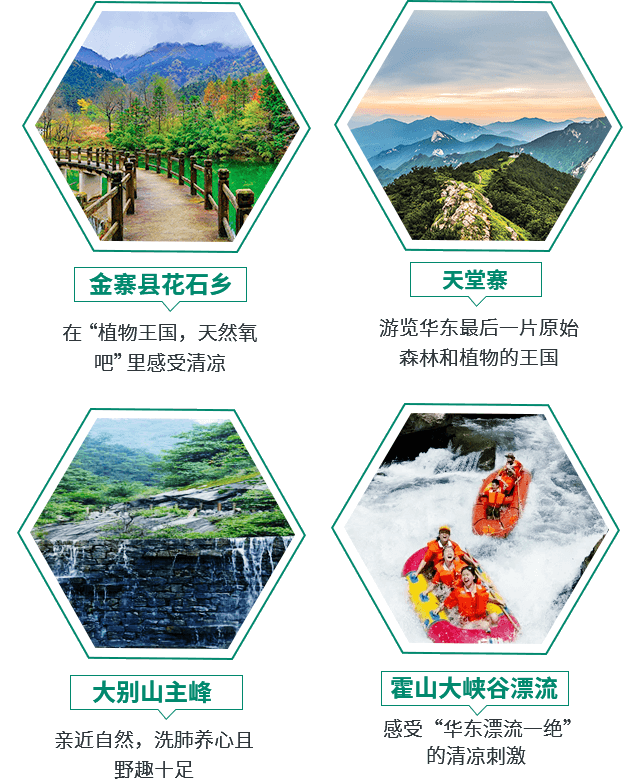 金寨县花石乡
在“植物王国，天然氧
吧”里感受清凉
天堂寨
游览华东最后一片原始
森林和植物的王国
大别山主峰
亲近自然，洗肺养心且
野趣十足
霍山大峡谷漂流
感受“华东漂流一绝”
的清凉刺激